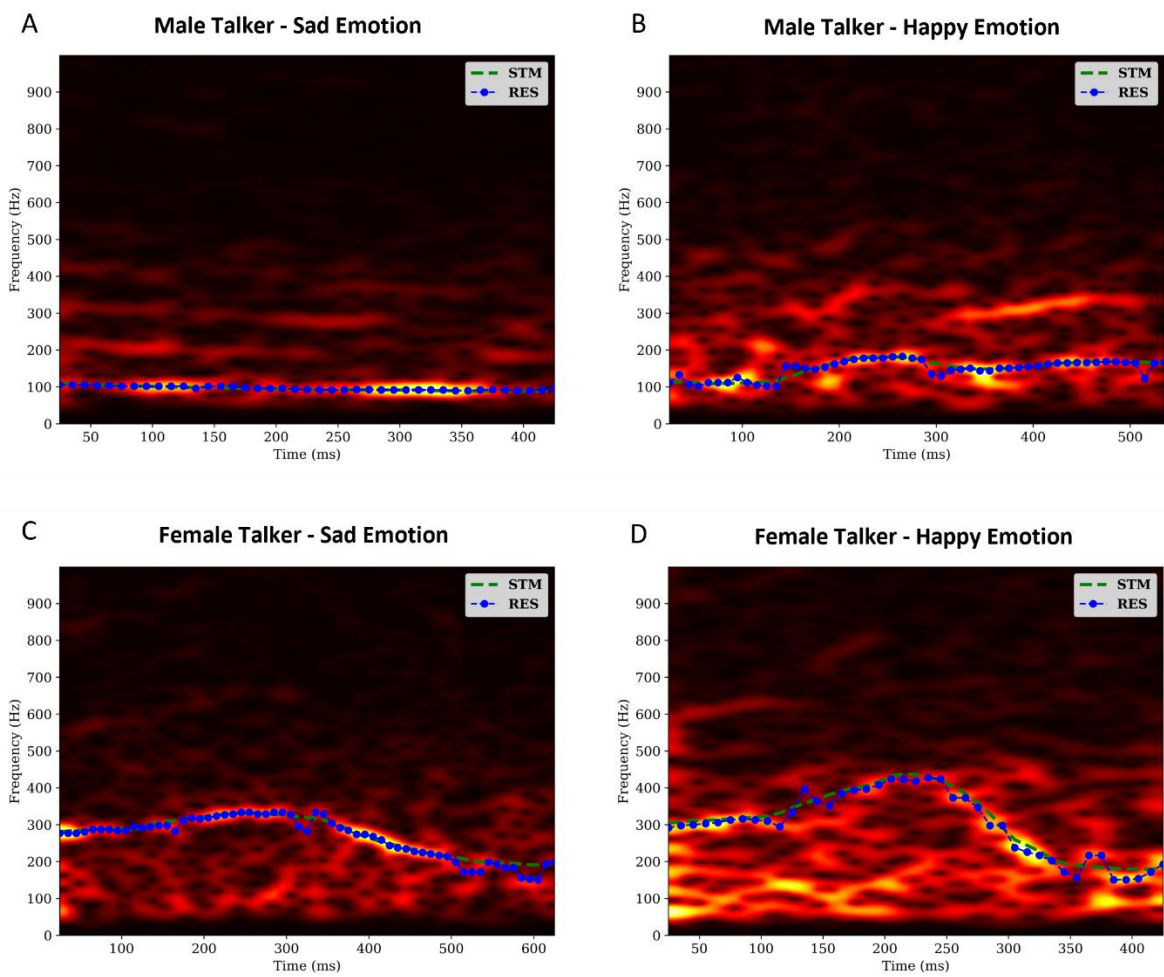 A
Male Talker - Sad Emotion
STM
RES
900
800
700
600
500
400
300
200
100
0
Frequency (Hz)
50 100 150 200 250 300 350 400
Time (ms)
B
Male Talker - Happy Emotion
STM
RES
900
800
700
600
500
400
300
200
100
0
Frequency (Hz)
100 200 300 400 500
Time (ms)
C
Female Talker - Sad Emotion
STM
RES
900
800
700
600
500
400
300
200
100
0
Frequency (Hz)
100 200 300 400 500 600
Time (ms)
D
Female Talker - Happy Emotion
STM
RES
900
800
700
600
500
400
300
200
100
0
Frequency (Hz)
50 100 150 200 250 300 350 400
Time (ms)